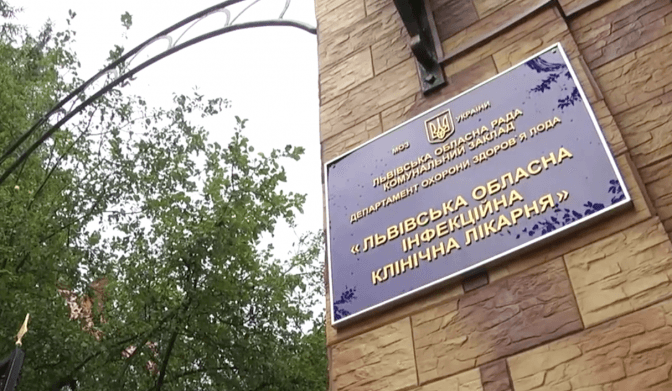 МОЗ УКРАЇНИ
ЛЬВІВСЬКА ОБЛАСНА РАДА
КОМУНАЛЬНИЙ ЗАКЛАД
ДЕПАРТАМЕНТ ОХОРОНИ ЗДОРОВ'Я ЛОДА
«ЛЬВІВСЬКА ОБЛАСНА
ІНФЕКЦІЙНА
КЛІНІЧНА ЛІКАРНЯ»